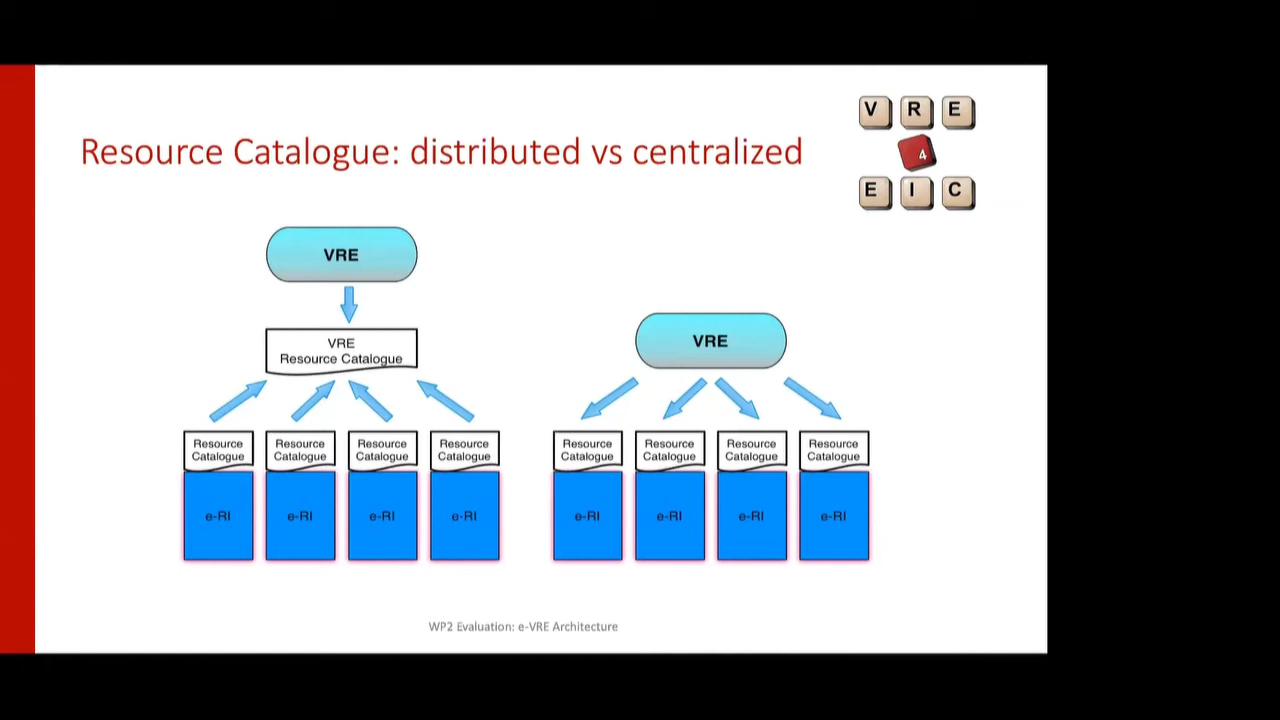 Resource Catalogue: distributed vs centralized
V R E
4
E I C
VRE
VRE
Resource Catalogue
Resource
Catalogue
Resource
Catalogue
Resource
Catalogue
Resource
Catalogue
e-RI
e-RI
e-RI
e-RI
VRE
Resource
Catalogue
Resource
Catalogue
Resource
Catalogue
Resource
Catalogue
e-RI
e-RI
e-RI
e-RI
WP2 Evaluation: e-VRE Architecture